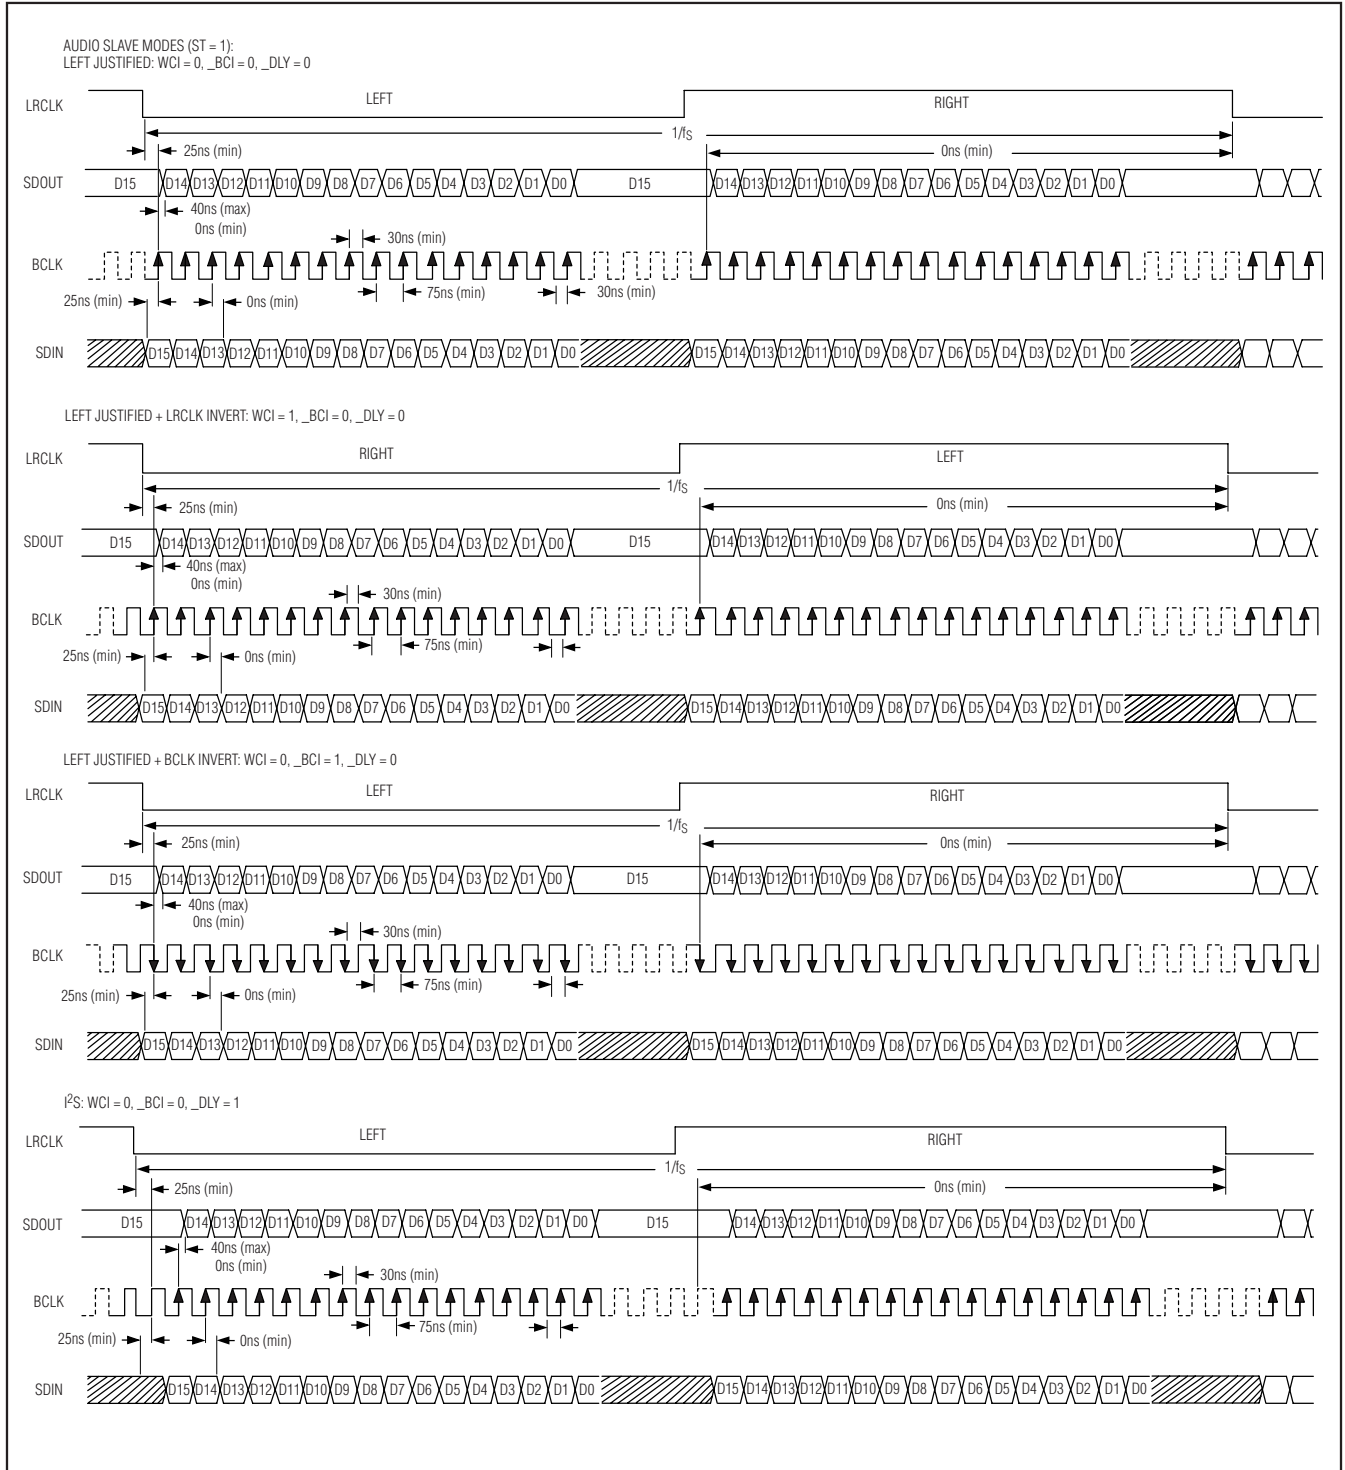 AUDIO SLAVE MODES (ST = 1):
LEFT JUSTIFIED: WCI = 0, _BCI = 0, _DLY = 0
LRCLK LEFT RIGHT
1/fS
25ns (min) 0ns (min)
SDOUT D15 D14 D13 D12 D11 D10 D9 D8 D7 D6 D5 D4 D3 D2 D1 D0 D15 D14 D13 D12 D11 D10 D9 D8 D7 D6 D5 D4 D3 D2 D1 D0
40ns (max)
0ns (min) 30ns (min)
BCLK
25ns (min) 0ns (min) 75ns (min) 30ns (min)
SDIN D15 D14 D13 D12 D11 D10 D9 D8 D7 D6 D5 D4 D3 D2 D1 D0 D15 D14 D13 D12 D11 D10 D9 D8 D7 D6 D5 D4 D3 D2 D1 D0
LEFT JUSTIFIED + LRCLK INVERT: WCI = 1, _BCI = 0, _DLY = 0
LRCLK RIGHT LEFT
1/fS
25ns (min) 0ns (min)
SDOUT D15 D14 D13 D12 D11 D10 D9 D8 D7 D6 D5 D4 D3 D2 D1 D0 D15 D14 D13 D12 D11 D10 D9 D8 D7 D6 D5 D4 D3 D2 D1 D0
40ns (max)
0ns (min) 30ns (min)
BCLK
25ns (min) 0ns (min) 75ns (min)
SDIN D15 D14 D13 D12 D11 D10 D9 D8 D7 D6 D5 D4 D3 D2 D1 D0 D15 D14 D13 D12 D11 D10 D9 D8 D7 D6 D5 D4 D3 D2 D1 D0
LEFT JUSTIFIED + BCLK INVERT: WCI = 0, _BCI = 1, _DLY = 0
LRCLK LEFT RIGHT
1/fS
25ns (min) 0ns (min)
SDOUT D15 D14 D13 D12 D11 D10 D9 D8 D7 D6 D5 D4 D3 D2 D1 D0 D15 D14 D13 D12 D11 D10 D9 D8 D7 D6 D5 D4 D3 D2 D1 D0
40ns (max)
0ns (min) 30ns (min)
BCLK
25ns (min) 0ns (min) 75ns (min)
SDIN D15 D14 D13 D12 D11 D10 D9 D8 D7 D6 D5 D4 D3 D2 D1 D0 D15 D14 D13 D12 D11 D10 D9 D8 D7 D6 D5 D4 D3 D2 D1 D0
I²S: WCI = 0, _BCI = 0, _DLY = 1
LRCLK LEFT RIGHT
1/fS
25ns (min) 0ns (min)
SDOUT D15 D14 D13 D12 D11 D10 D9 D8 D7 D6 D5 D4 D3 D2 D1 D0 D15 D14 D13 D12 D11 D10 D9 D8 D7 D6 D5 D4 D3 D2 D1 D0
40ns (max)
0ns (min) 30ns (min)
BCLK
25ns (min) 0ns (min) 75ns (min)
SDIN D15 D14 D13 D12 D11 D10 D9 D8 D7 D6 D5 D4 D3 D2 D1 D0 D15 D14 D13 D12 D11 D10 D9 D8 D7 D6 D5 D4 D3 D2 D1 D0